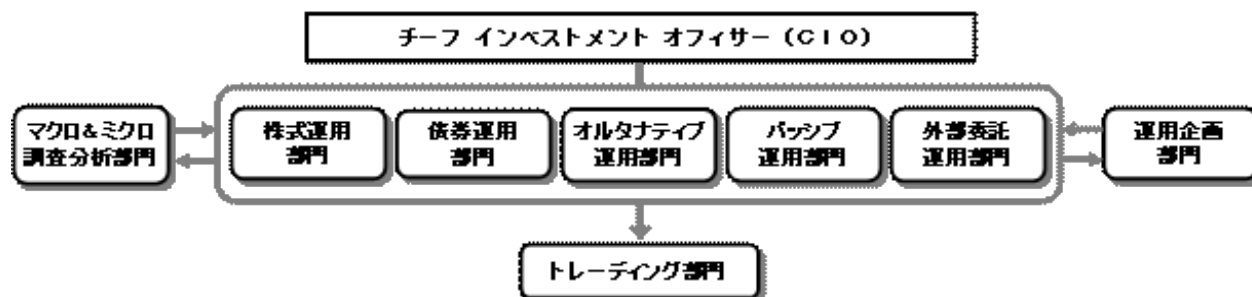 チーフ インベストメント オフィサー（ＣＩＯ）
マクロ＆ミクロ
調査分析部門
株式運用
部門
債券運用
部門
オルタナティブ
運用部門
パッシブ
運用部門
外部委託
運用部門
運用企画
部門
トレーディング部門